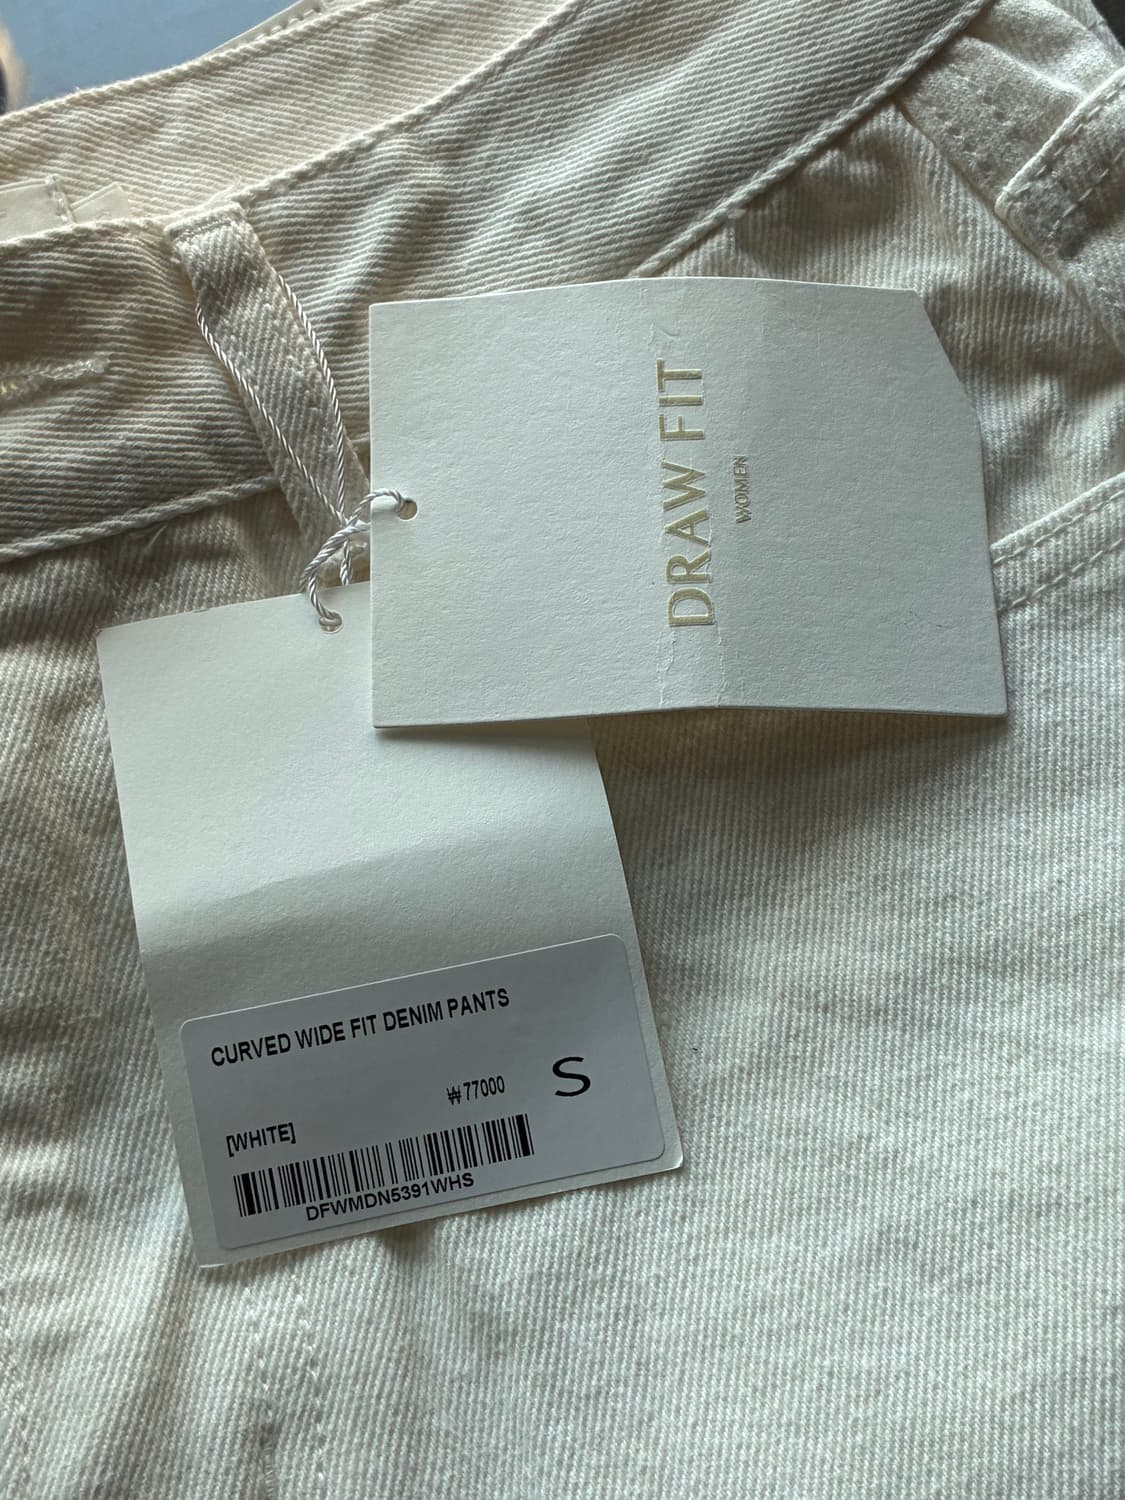 DRAW FIT
WOMEN
CURVED WIDE FIT DENIM PANTS
₩77000
S
[WHITE]
DFWMDN5391WHS